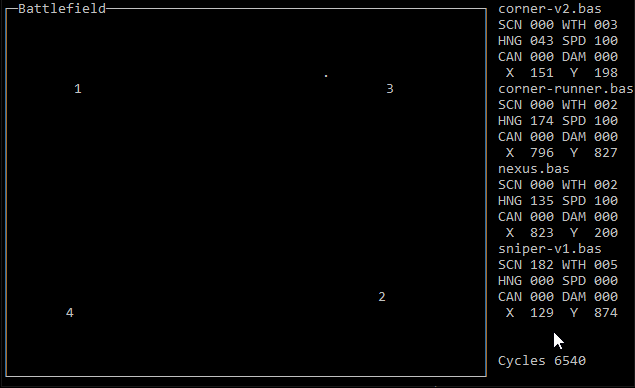 Battlefield
1
3
2
4
corner-v2.bas
SCN 000 WTH 003
HNG 043 SPD 100
CAN 000 DAM 000
X 151 Y 198
corner-runner.bas
SCN 000 WTH 002
HNG 174 SPD 100
CAN 000 DAM 000
X 796 Y 827
nexus.bas
SCN 000 WTH 002
HNG 135 SPD 100
CAN 000 DAM 000
X 823 Y 200
sniper-v1.bas
SCN 182 WTH 005
HNG 000 SPD 000
CAN 000 DAM 000
X 129 Y 874
Cycles 6540